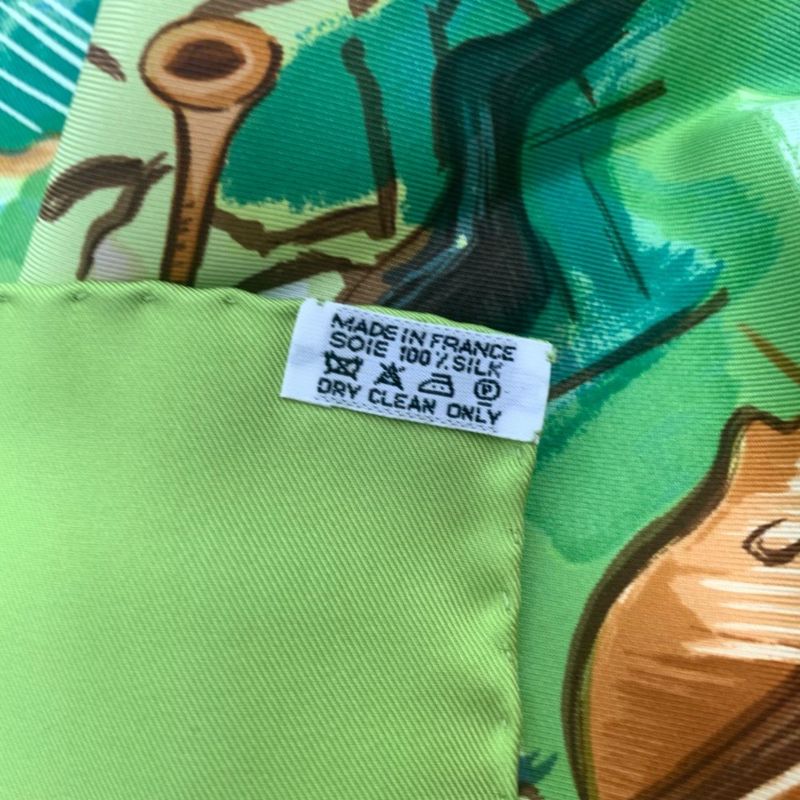 MADE IN FRANCE
SOIE 100% SILK
P
DRY CLEAN ONLY